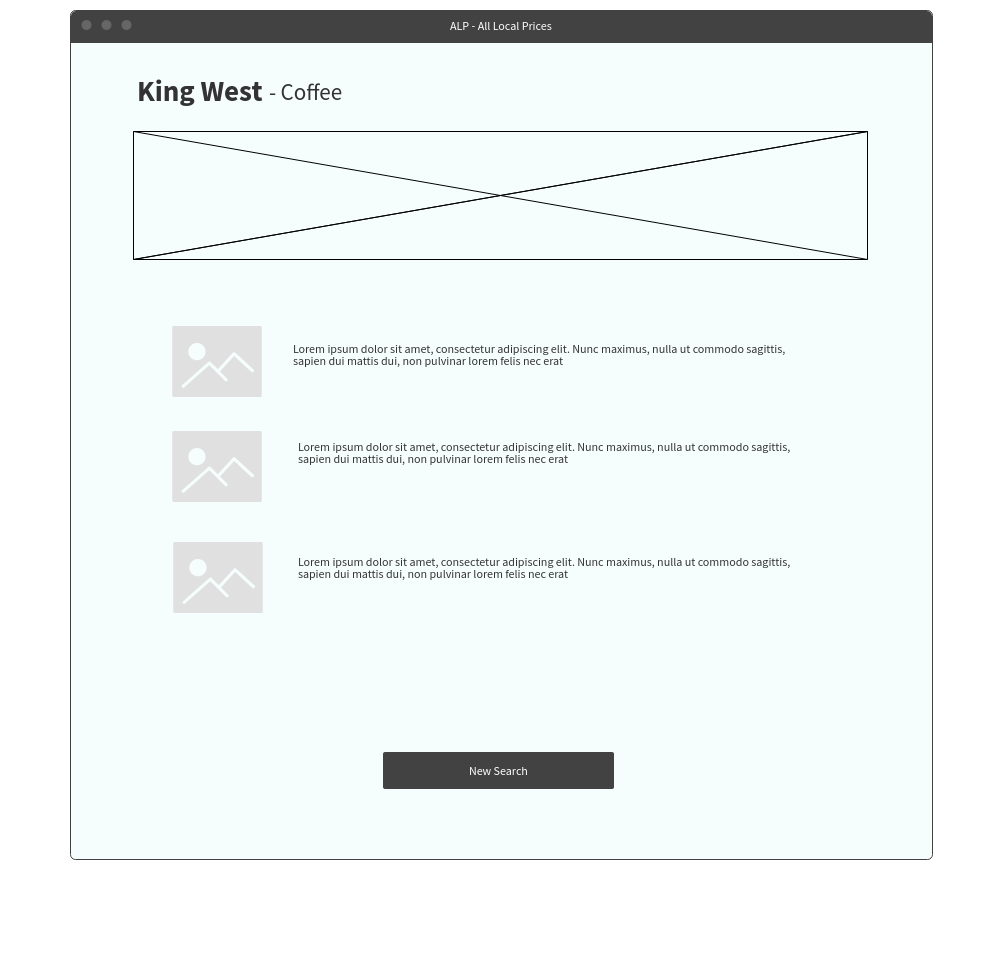 ALP - All Local Prices
King West - Coffee
Lorem ipsum dolor sit amet, consectetur adipiscing elit. Nunc maximus, nulla ut commodo sagittis,
sapien dui mattis dui, non pulvinar lorem felis nec erat
Lorem ipsum dolor sit amet, consectetur adipiscing elit. Nunc maximus, nulla ut commodo sagittis,
sapien dui mattis dui, non pulvinar lorem felis nec erat
Lorem ipsum dolor sit amet, consectetur adipiscing elit. Nunc maximus, nulla ut commodo sagittis,
sapien dui mattis dui, non pulvinar lorem felis nec erat
New Search